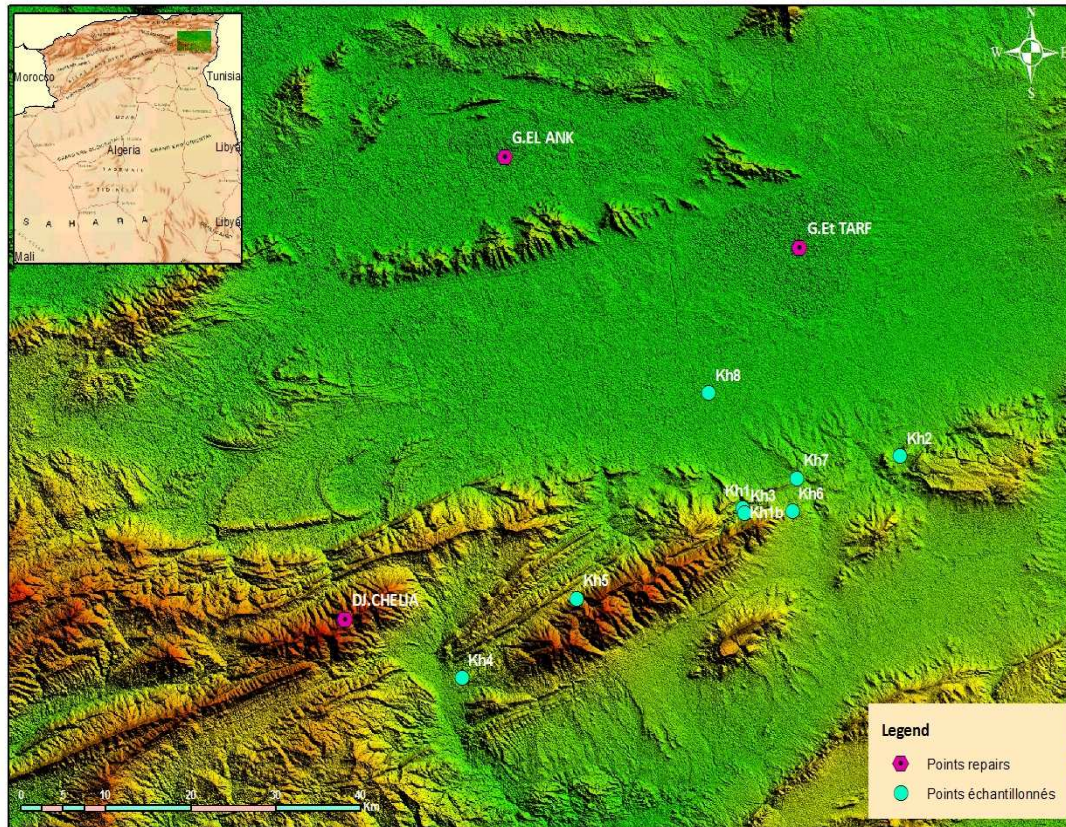 Morocco
Tunisia
Algeria
Libya
Libya
SAHARA
Mali
N
W
S
G.EL ANK
G.Et TARF
Kh8
Kh2
Kh7
Kh1
Kh3
Kh6
Kh1b
Kh5
DJ.CHELIA
Kh4
0 5 10 20 30 40
Km
Legend
Points repairs
Points échantillonnés